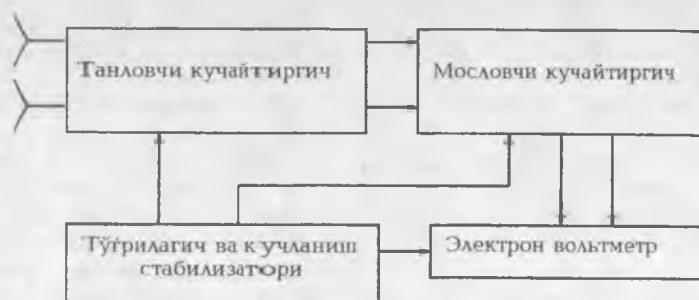 Танловчи кучайтиргич
Мословчи кучайтиргич
Тўғрилагич ва кучланиш
стабилизатори
Электрон вольтметр